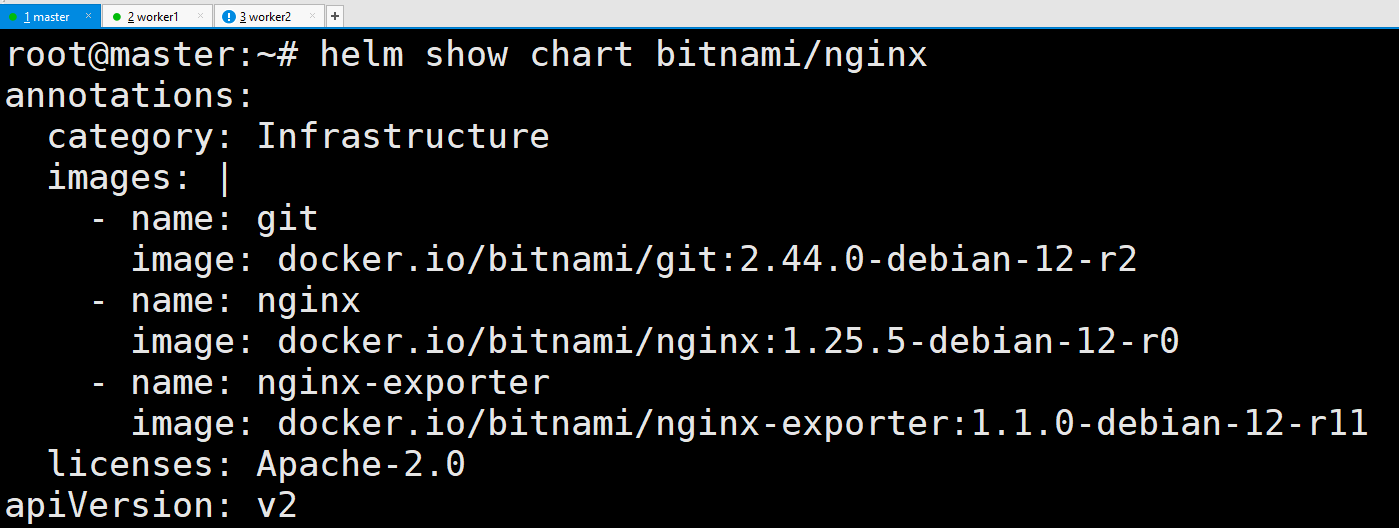 1 master
2 worker1
3 worker2
root@master:~# helm show chart bitnami/nginx
annotations:
  category: Infrastructure
  images: |
    - name: git
      image: docker.io/bitnami/git:2.44.0-debian-12-r2
    - name: nginx
      image: docker.io/bitnami/nginx:1.25.5-debian-12-r0
    - name: nginx-exporter
      image: docker.io/bitnami/nginx-exporter:1.1.0-debian-12-r11
  licenses: Apache-2.0
apiVersion: v2